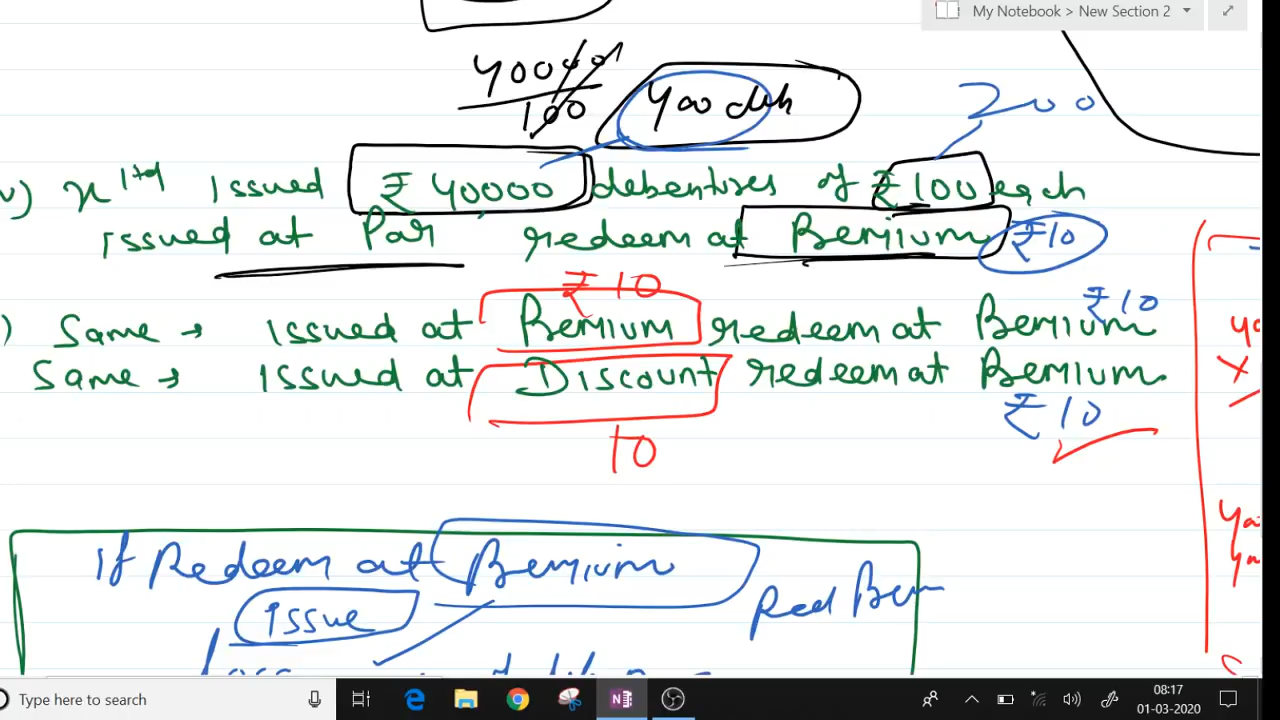 My Notebook > New Section 2
40000
100
400 deb
200
v) x ltd issued ₹ 40000 debentures of ₹100 each
issued at Par, redeem at Premium ₹10
₹10
₹10
) Same → issued at Premium redeem at Premium
Same → issued at Discount redeem at Premium
₹10
10
if Redeem at Premium
issue
Red Prem
Type here to search
08:17
01-03-2020